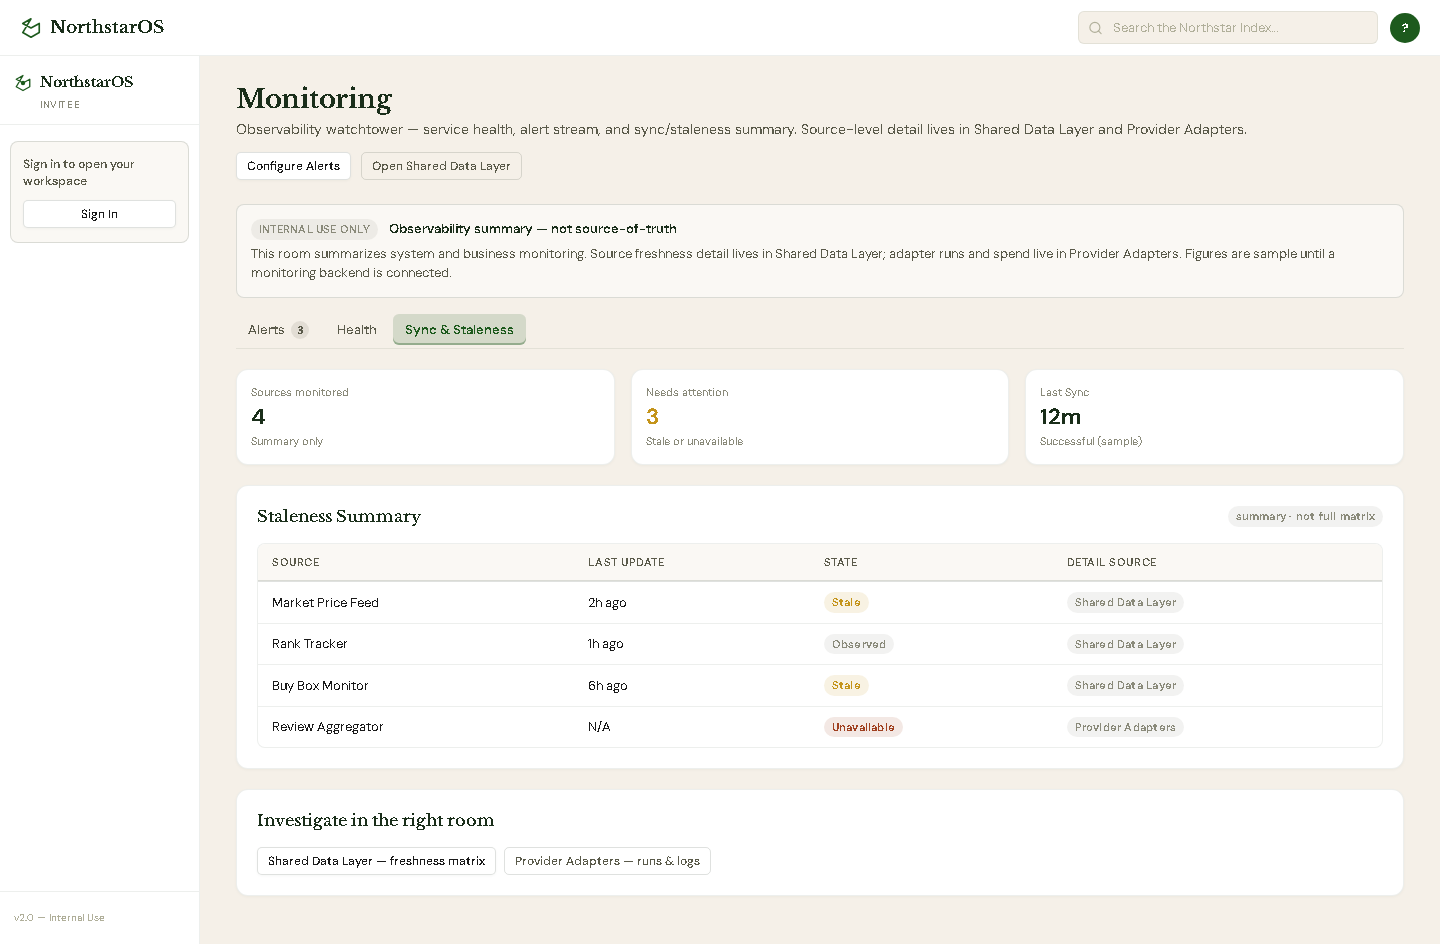 NorthstarOS
Search the Northstar Index...
?
NorthstarOS
INVITEE
Sign in to open your
workspace
Sign In
v2.0 — Internal Use
Monitoring
Observability watchtower — service health, alert stream, and sync/staleness summary. Source-level detail lives in Shared Data Layer and Provider Adapters.
Configure Alerts
Open Shared Data Layer
INTERNAL USE ONLY Observability summary — not source-of-truth
This room summarizes system and business monitoring. Source freshness detail lives in Shared Data Layer; adapter runs and spend live in Provider Adapters. Figures are sample until a
monitoring backend is connected.
Alerts 3 Health Sync & Staleness
Sources monitored
4
Summary only
Needs attention
3
Stale or unavailable
Last Sync
12m
Successful (sample)
Staleness Summary
summary · not full matrix
SOURCE LAST UPDATE STATE DETAIL SOURCE
Market Price Feed 2h ago Stale Shared Data Layer
Rank Tracker 1h ago Observed Shared Data Layer
Buy Box Monitor 6h ago Stale Shared Data Layer
Review Aggregator N/A Unavailable Provider Adapters
Investigate in the right room
Shared Data Layer — freshness matrix
Provider Adapters — runs & logs